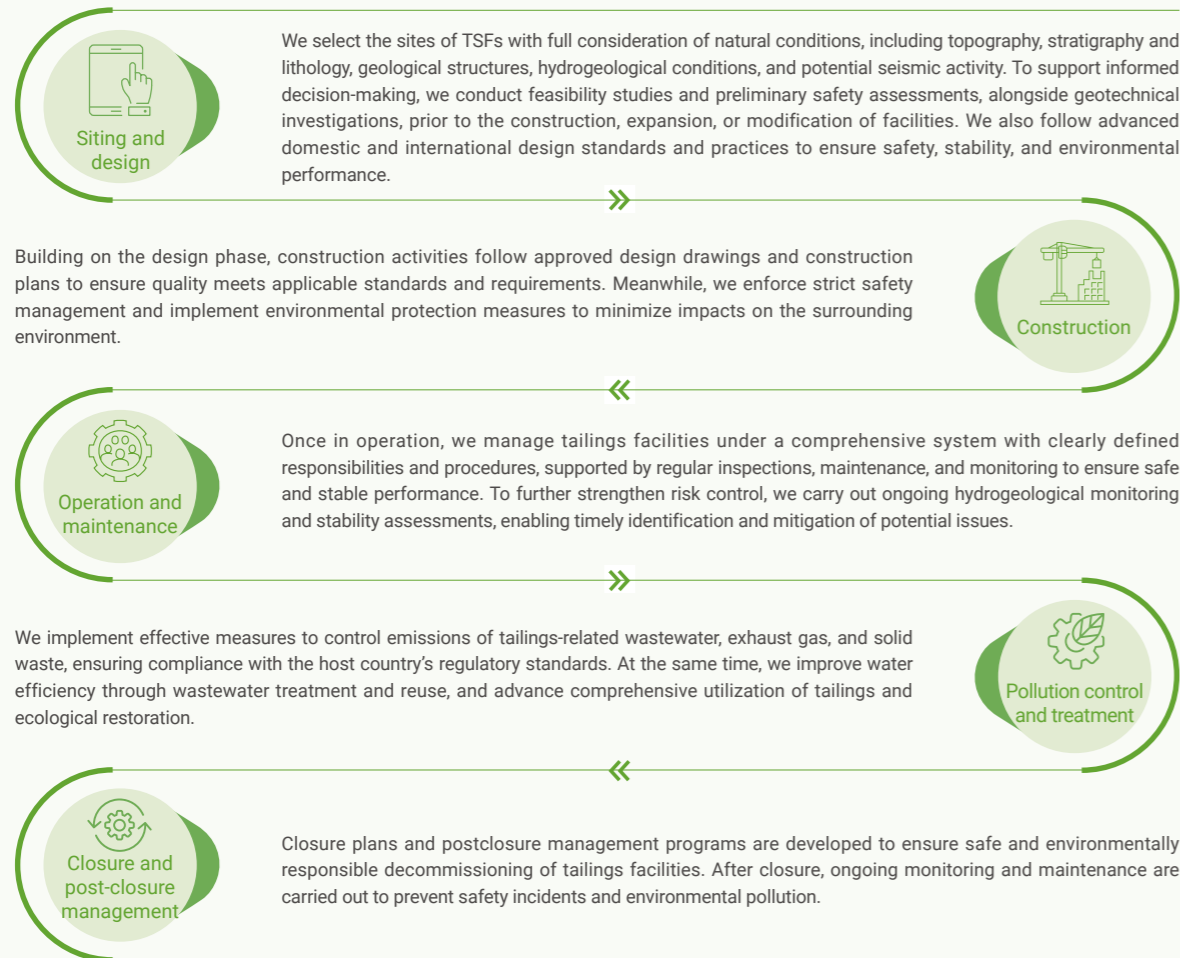 Siting and
design
We select the sites of TSFs with full consideration of natural conditions, including topography, stratigraphy and
lithology, geological structures, hydrogeological conditions, and potential seismic activity. To support informed
decision-making, we conduct feasibility studies and preliminary safety assessments, alongside geotechnical
investigations, prior to the construction, expansion, or modification of facilities. We also follow advanced
domestic and international design standards and practices to ensure safety, stability, and environmental
performance.
Building on the design phase, construction activities follow approved design drawings and construction
plans to ensure quality meets applicable standards and requirements. Meanwhile, we enforce strict safety
management and implement environmental protection measures to minimize impacts on the surrounding
environment.
Construction
Operation and
maintenance
Once in operation, we manage tailings facilities under a comprehensive system with clearly defined
responsibilities and procedures, supported by regular inspections, maintenance, and monitoring to ensure safe
and stable performance. To further strengthen risk control, we carry out ongoing hydrogeological monitoring
and stability assessments, enabling timely identification and mitigation of potential issues.
We implement effective measures to control emissions of tailings-related wastewater, exhaust gas, and solid
waste, ensuring compliance with the host country's regulatory standards. At the same time, we improve water
efficiency through wastewater treatment and reuse, and advance comprehensive utilization of tailings and
ecological restoration.
Pollution control
and treatment
Closure and
post-closure
management
Closure plans and postclosure management programs are developed to ensure safe and environmentally
responsible decommissioning of tailings facilities. After closure, ongoing monitoring and maintenance are
carried out to prevent safety incidents and environmental pollution.